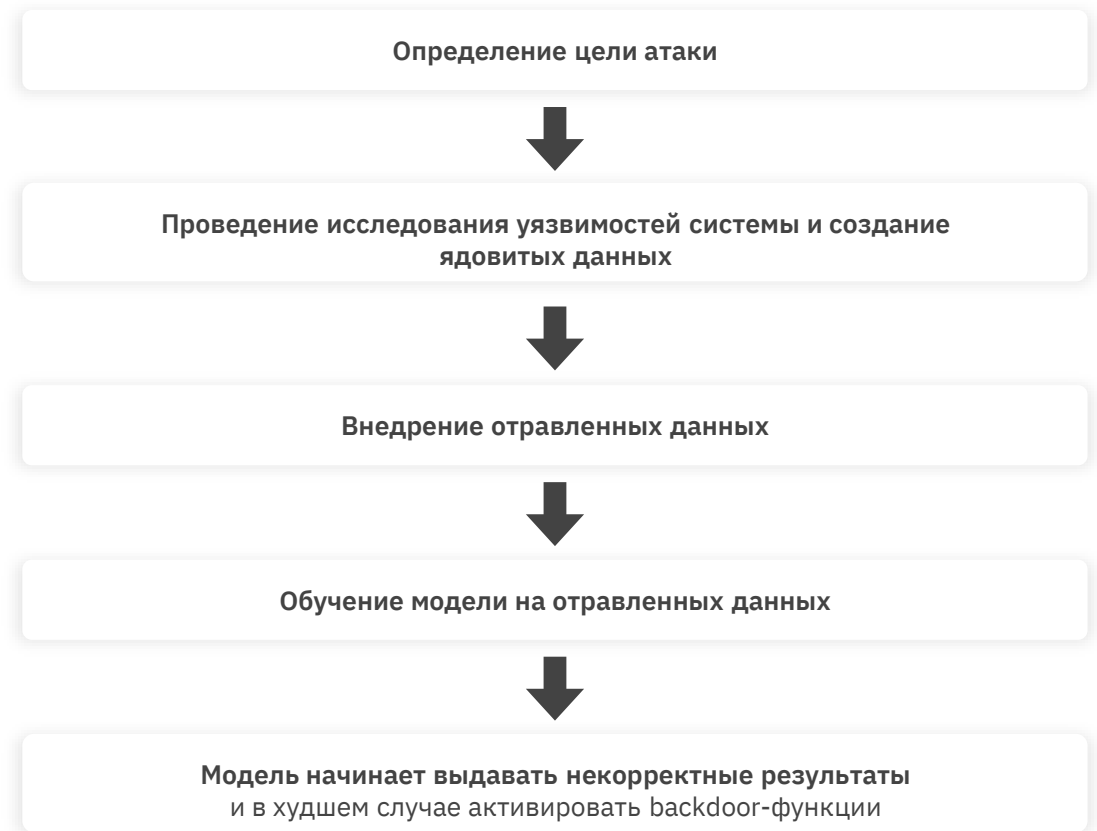 Определение цели атаки
Проведение исследования уязвимостей системы и создание
ядовитых данных
Внедрение отравленных данных
Обучение модели на отравленных данных
Модель начинает выдавать некорректные результаты
и в худшем случае активировать backdoor-функции